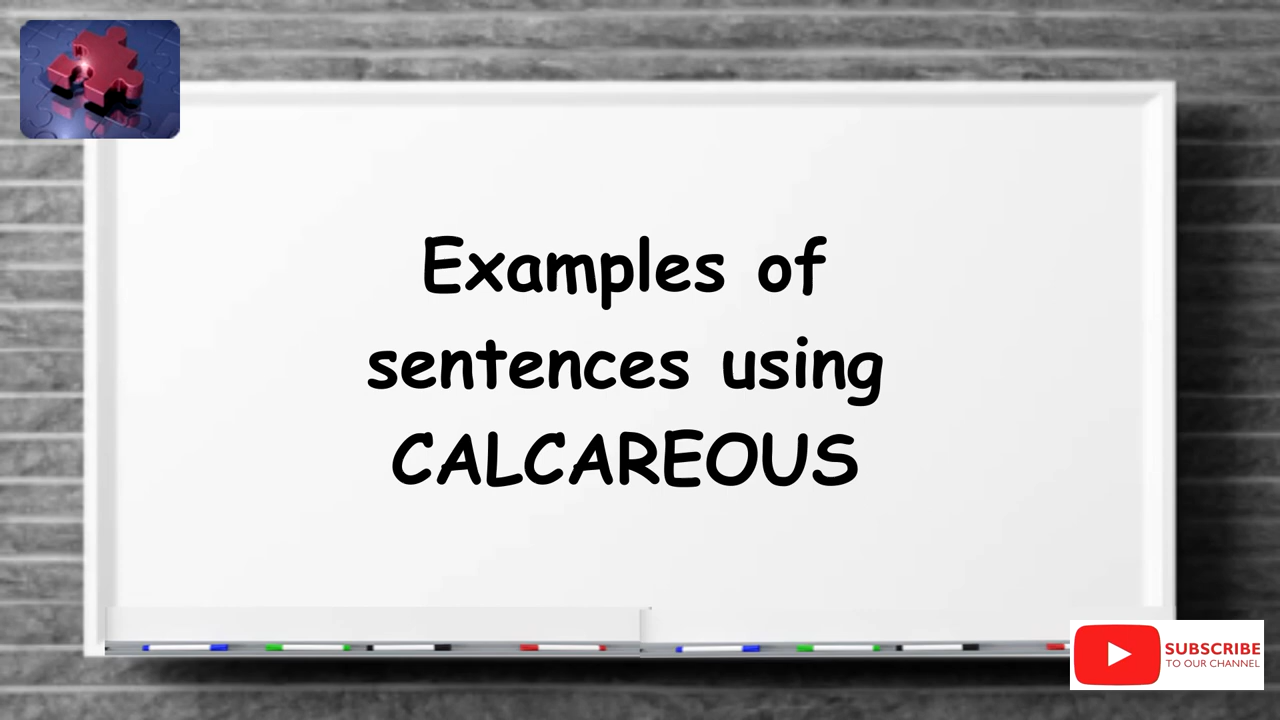 Examples of
sentences using
CALCAREOUS
SUBSCRIBE
TO OUR CHANNEL